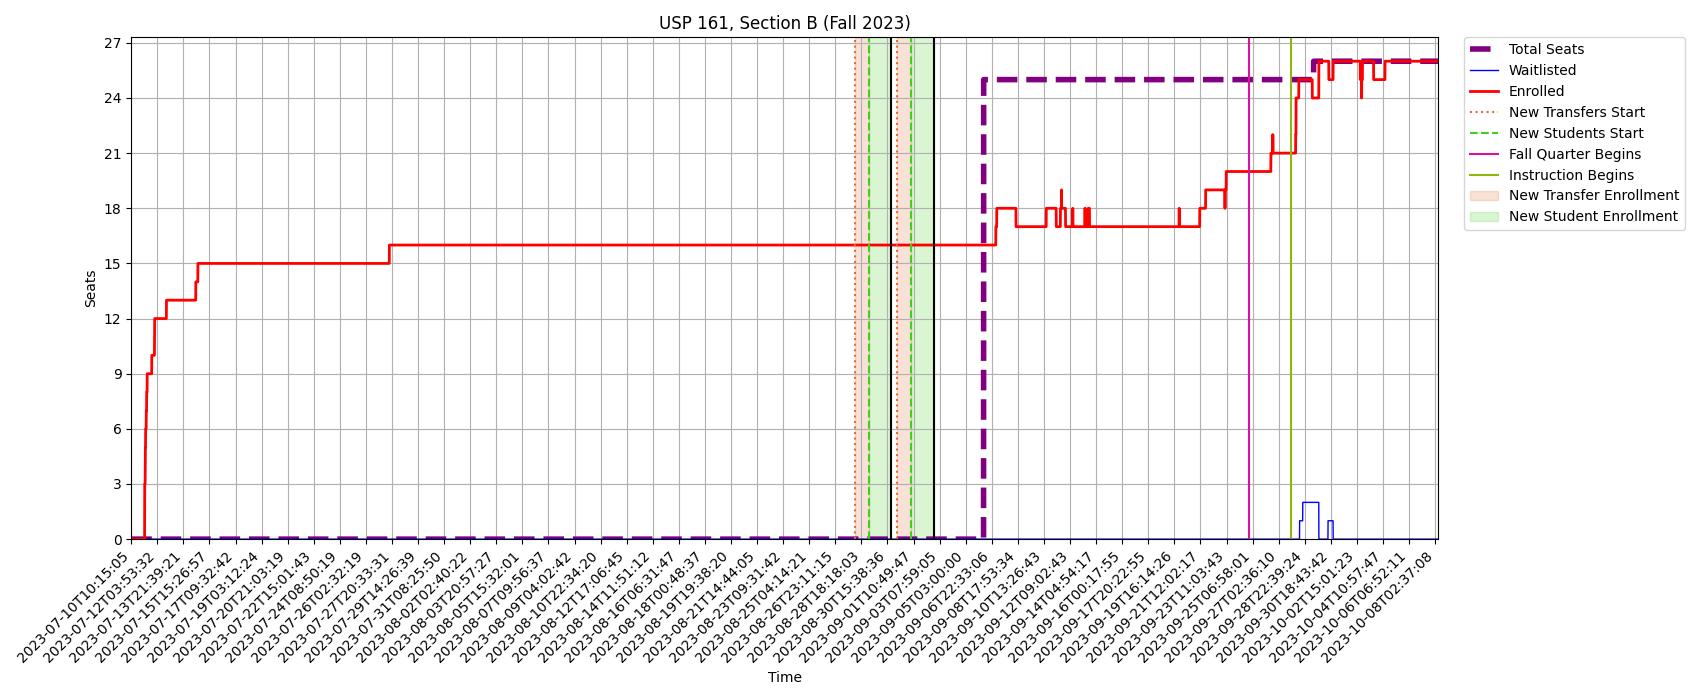 USP 161, Section B (Fall 2023)
27
24
21
18
15
12
9
6
3
0
Seats
2023-07-10T10:15:05
2023-07-12T03:53:32
2023-07-13T21:39:21
2023-07-15T15:26:57
2023-07-17T09:32:42
2023-07-19T03:12:24
2023-07-20T21:03:19
2023-07-22T15:01:43
2023-07-24T08:50:19
2023-07-26T02:32:19
2023-07-27T20:33:31
2023-07-29T14:26:39
2023-07-31T08:25:50
2023-08-02T02:40:22
2023-08-03T20:57:27
2023-08-05T15:32:01
2023-08-07T09:56:37
2023-08-09T04:02:42
2023-08-10T22:34:20
2023-08-12T17:06:45
2023-08-14T11:51:12
2023-08-16T06:31:47
2023-08-18T00:48:37
2023-08-19T19:38:20
2023-08-21T14:44:05
2023-08-23T09:31:42
2023-08-25T04:14:21
2023-08-26T23:11:15
2023-08-28T18:18:03
2023-08-30T15:38:36
2023-09-01T10:49:47
2023-09-03T07:59:05
2023-09-05T03:00:00
2023-09-06T22:33:06
2023-09-08T17:53:34
2023-09-10T13:26:43
2023-09-12T09:02:43
2023-09-14T04:54:17
2023-09-16T00:17:55
2023-09-17T20:22:55
2023-09-19T16:14:26
2023-09-21T12:02:17
2023-09-23T11:03:43
2023-09-25T06:58:01
2023-09-27T02:36:10
2023-09-28T22:39:24
2023-09-30T18:43:42
2023-10-02T15:01:23
2023-10-04T10:57:47
2023-10-06T06:52:11
2023-10-08T02:37:08
Time
Total Seats
Waitlisted
Enrolled
New Transfers Start
New Students Start
Fall Quarter Begins
Instruction Begins
New Transfer Enrollment
New Student Enrollment